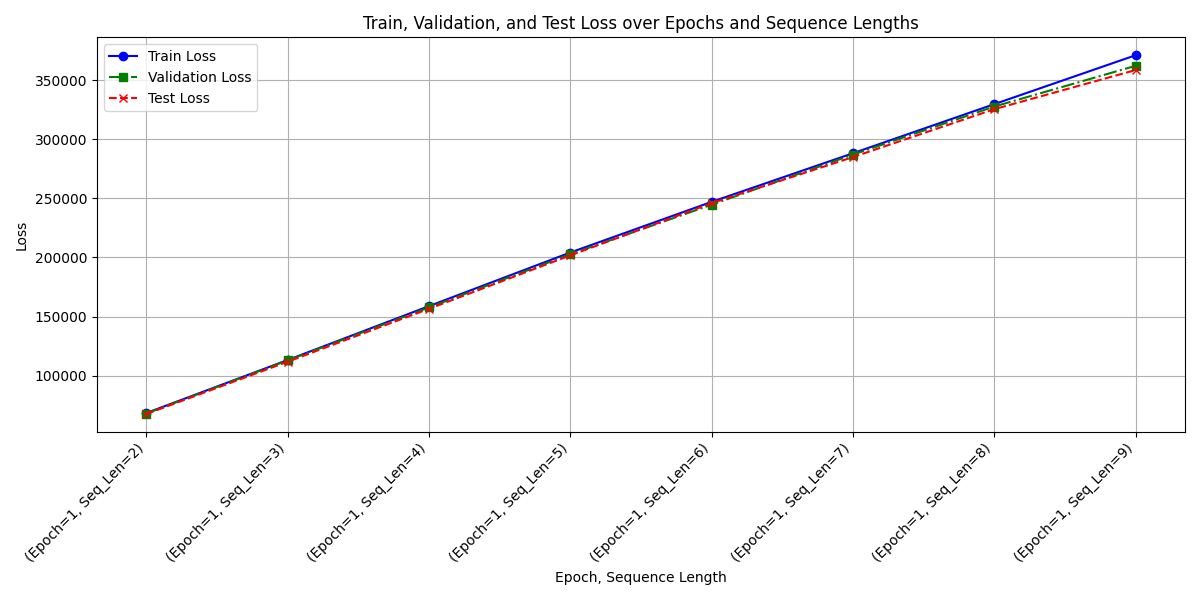 Train, Validation, and Test Loss over Epochs and Sequence Lengths
Train Loss
Validation Loss
Test Loss
Loss
350000
300000
250000
200000
150000
100000
(Epoch=1, Seq_Len=2)
(Epoch=1, Seq_Len=3)
(Epoch=1, Seq_Len=4)
(Epoch=1, Seq_Len=5)
(Epoch=1, Seq_Len=6)
(Epoch=1, Seq_Len=7)
(Epoch=1, Seq_Len=8)
(Epoch=1, Seq_Len=9)
Epoch, Sequence Length